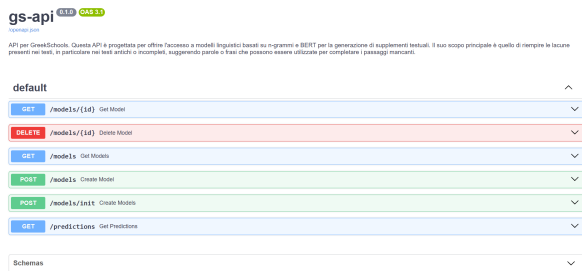 gs-api 0.1.0 OAS 3.1
/openapi.json
API per GreekSchools. Questa API è progettata per offrire l'accesso a modelli linguistici basati su n-grammi e BERT per la generazione di supplementi testuali. Il suo scopo principale è quello di riempire le lacune
presenti nei testi, in particolare nei testi antichi o incompleti, suggerendo parole o frasi che possono essere utilizzate per completare i passaggi mancanti.
default
GET /models/{id} Get Model
DELETE /models/{id} Delete Model
GET /models Get Models
POST /models Create Model
POST /models/init Create Models
GET /predictions Get Predictions
Schemas